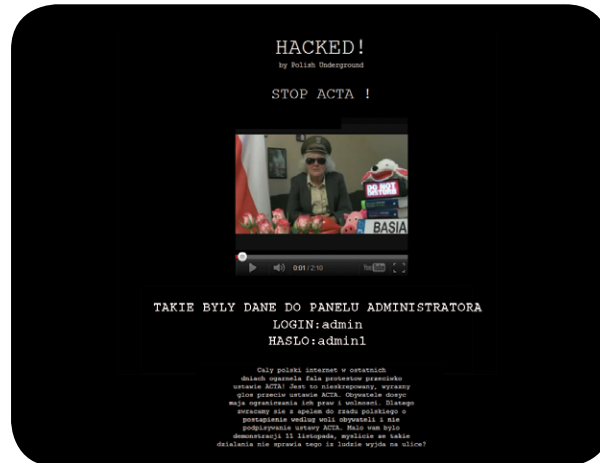 HACKED!
by Polish Underground
STOP ACTA !
DO NOT
DISTURB
BASIA
0:01 / 2:10
You Tube
TAKIE BYLY DANE DO PANELU ADMINISTRATORA
LOGIN:admin
HASLO:admin1
Caly polski internet w ostatnich
dniach ogarnela fala protestow przeciwko
ustawie ACTA! Jest to nieskrepowany, wyrazny
glos przeciw ustawie ACTA. Obywatele dosyc
maja ograniczania ich praw i wolnosci. Dlatego
zwracamy sie z apelem do rzadu polskiego o
postapienie wedlug woli obywateli i nie
podpisywanie ustawy ACTA. Malo wam bylo
demonstracji 11 listopada, myslicie ze takie
dzialania nie sprawia tego iz ludzie wyjda na ulice?